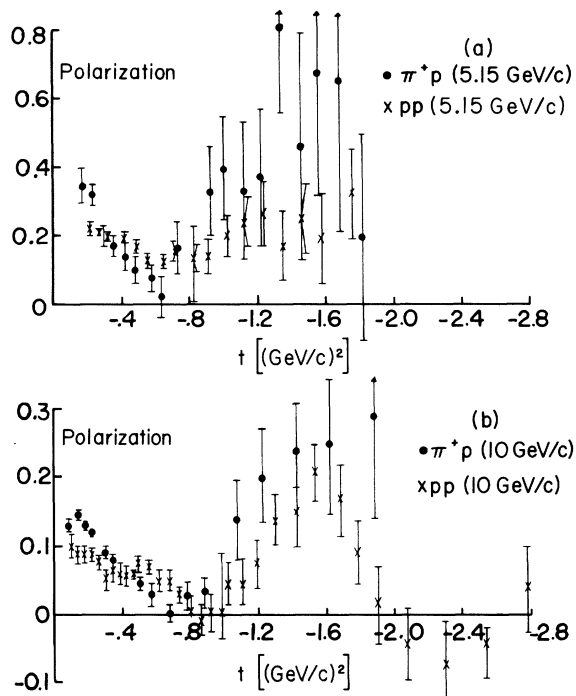 Polarization
(a)
● π⁺p (5.15 GeV/c)
x pp (5.15 GeV/c)
0.8
0.6
0.4
0.2
0
-.4 -.8 -1.2 -1.6 -2.0 -2.4 -2.8
t [(GeV/c)²]
0.3
Polarization
(b)
● π⁺p (10 GeV/c)
x pp (10 GeV/c)
0.2
0.1
0
-0.1
-.4 -.8 -1.2 -1.6 -2.0 -2.4 -2.8
t [(GeV/c)²]